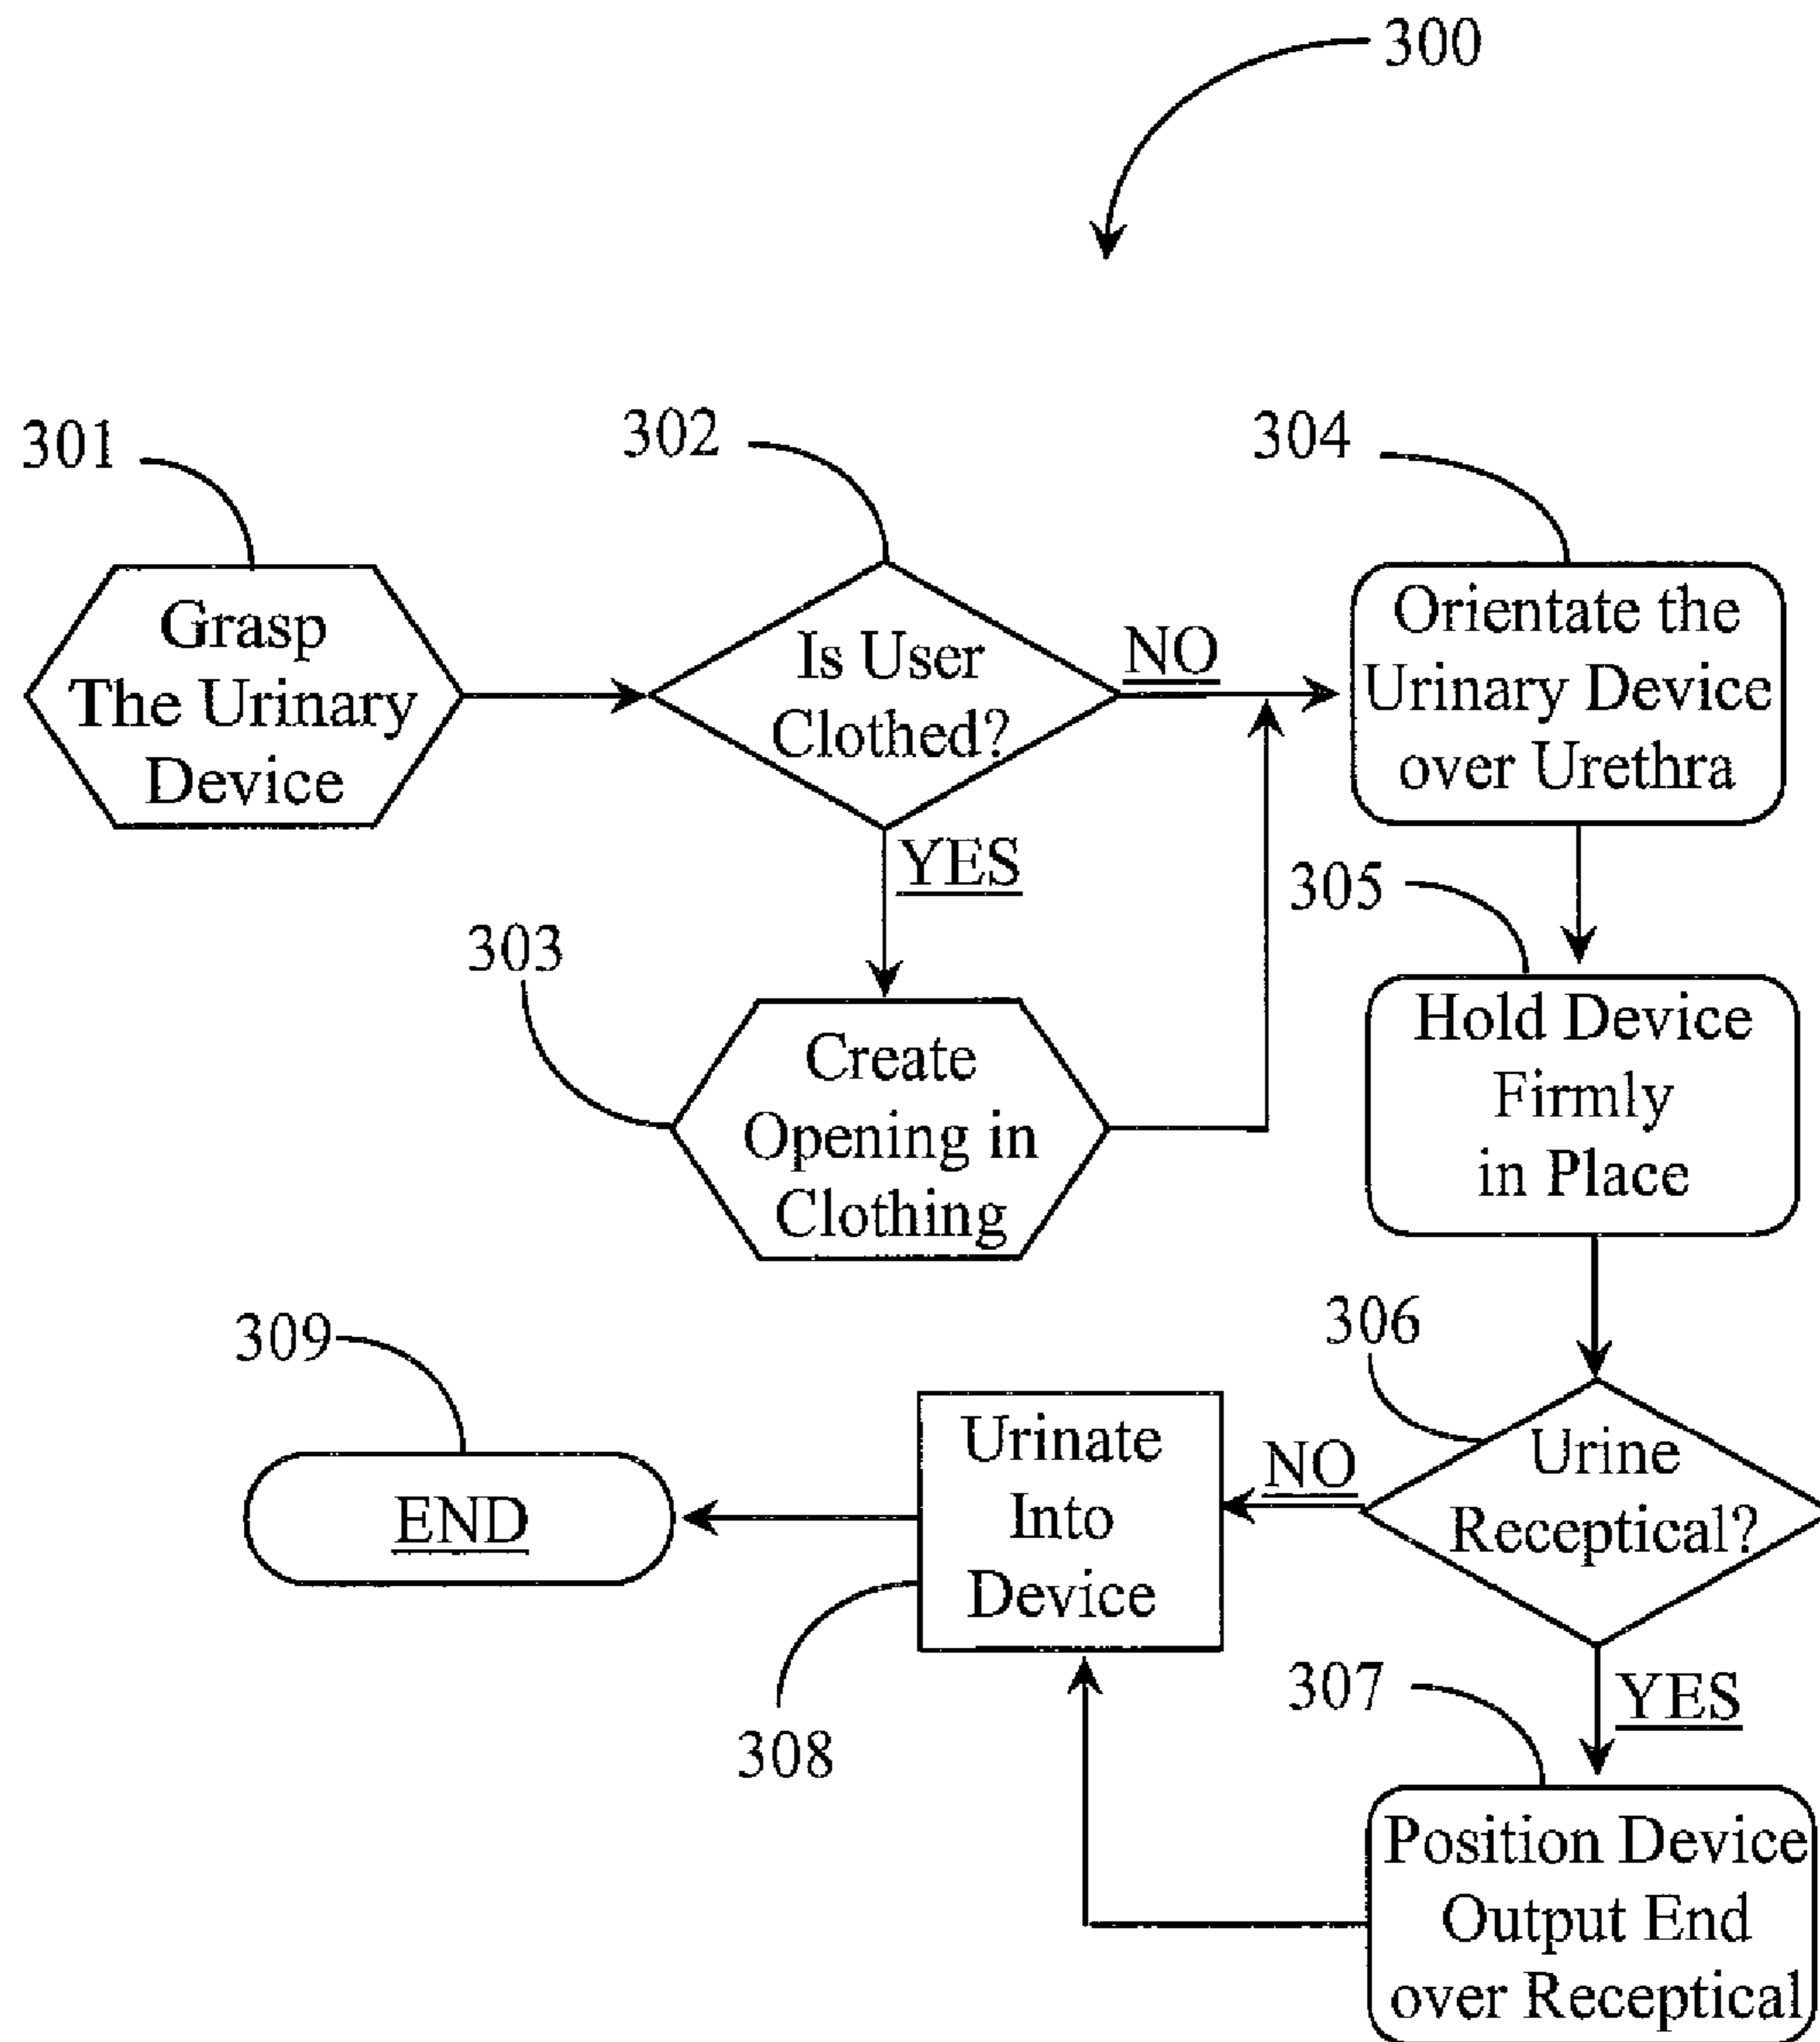 300
301
302
304
Grasp
The Urinary
Device
Is User
Clothed?
NO
Orientate the
Urinary Device
over Urethra
YES
303
305
Create
Opening in
Clothing
Hold Device
Firmly
in Place
309
306
END
Urinate
Into
Device
NO
Urine
Receptical?
308
307
YES
Position Device
Output End
over Receptical